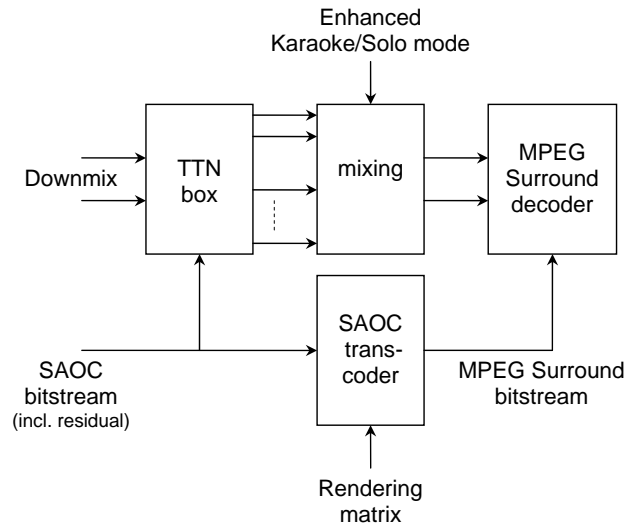 Enhanced
Karaoke/Solo mode
Downmix
TTN
box
mixing
MPEG
Surround
decoder
SAOC
bitstream
(incl. residual)
SAOC
trans-
coder
MPEG Surround
bitstream
Rendering
matrix